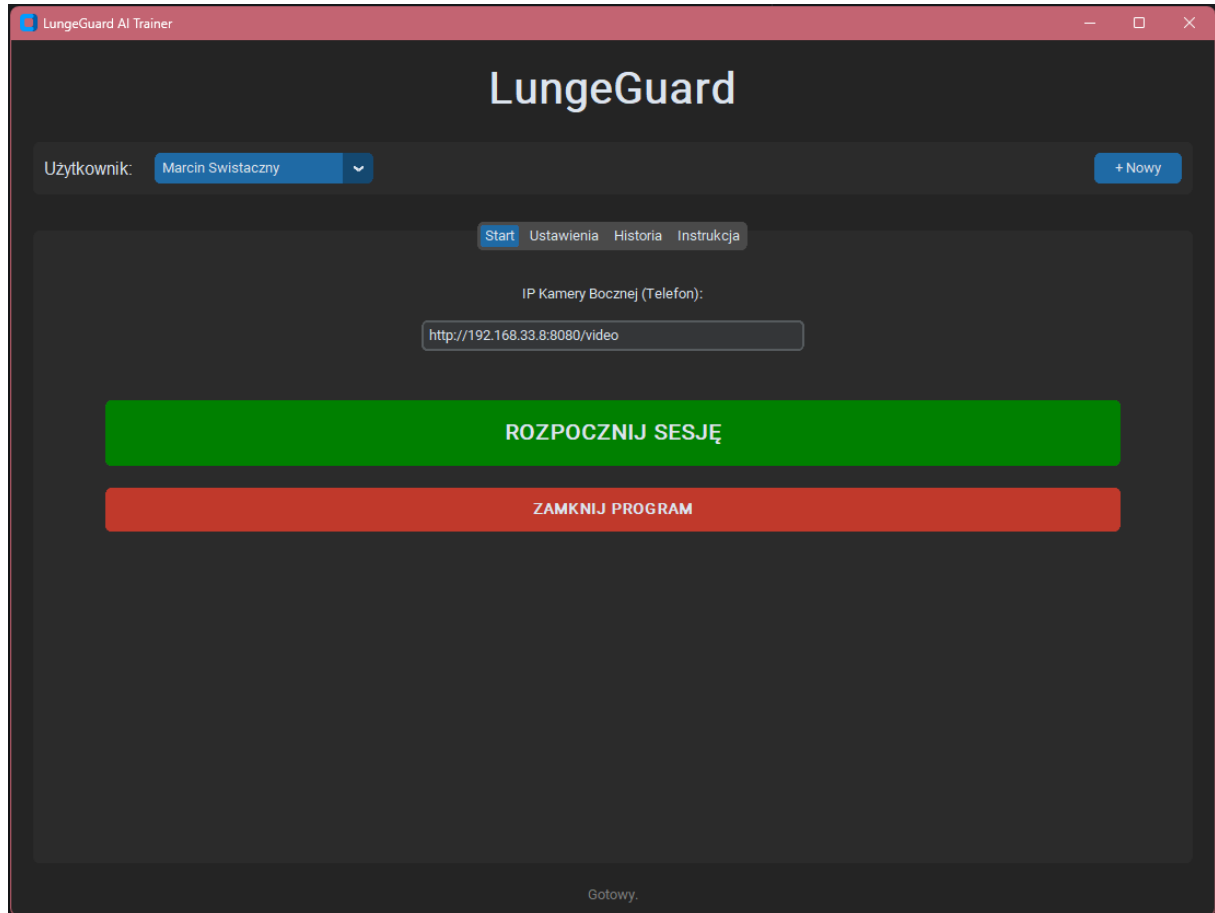 LungeGuard AI Trainer
LungeGuard
Użytkownik: Marcin Swistaczny + Nowy
Start Ustawienia Historia Instrukcja
IP Kamery Bocznej (Telefon):
http://192.168.33.8:8080/video
ROZPOCZNIJ SESJĘ
ZAMKNIJ PROGRAM
Gotowy.